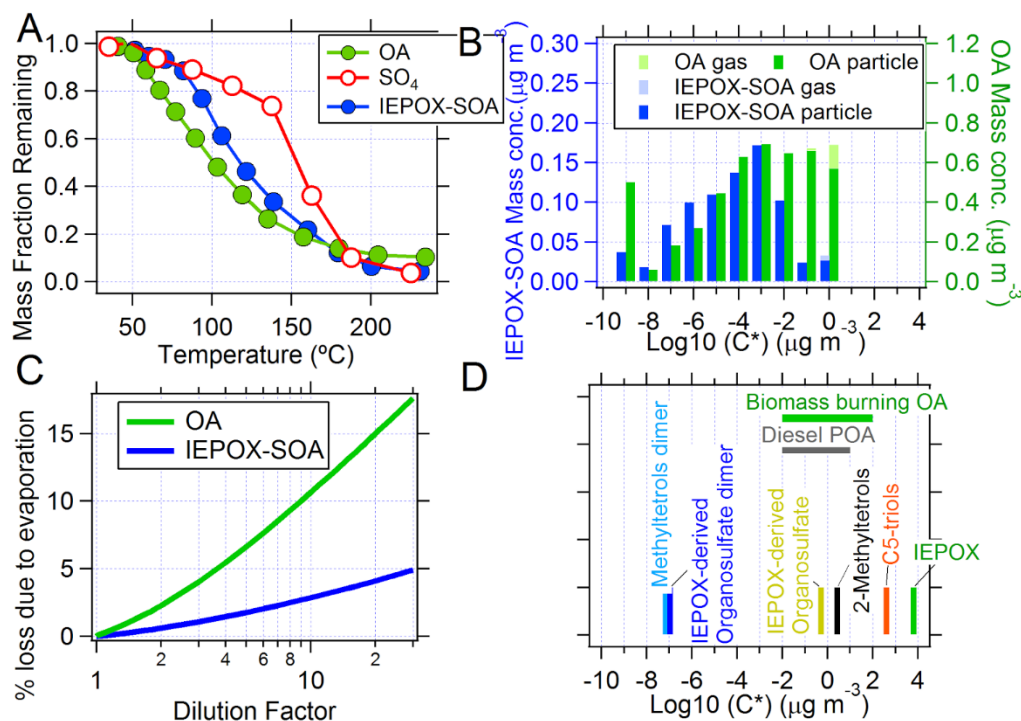 A
1.0
0.8
0.6
0.4
0.2
0.0
Mass Fraction Remaining
OA
SO4
IEPOX-SOA
50
100
150
200
Temperature (ºC)
B
IEPOX-SOA Mass conc.(µg m-3)
0.30
0.25
0.20
0.15
0.10
0.05
0.00
OA gas
OA particle
IEPOX-SOA gas
IEPOX-SOA particle
1.2
1.0
0.8
0.6
0.4
0.2
0.0
OA Mass conc. (µg m-3)
-10 -8 -6 -4 -2 0 2 4
Log10 (C*) (µg m-3)
C
% loss due to evaporation
15
10
5
0
OA
IEPOX-SOA
1 2 4 6 8 10 2
Dilution Factor
D
Biomass burning OA
Diesel POA
Methyltetrols dimer
IEPOX-derived
Organosulfate dimer
IEPOX-derived
Organosulfate
2-Methyltetrols
C5-triols
IEPOX
-10 -8 -6 -4 -2 0 2 4
Log10 (C*) (µg m-3)